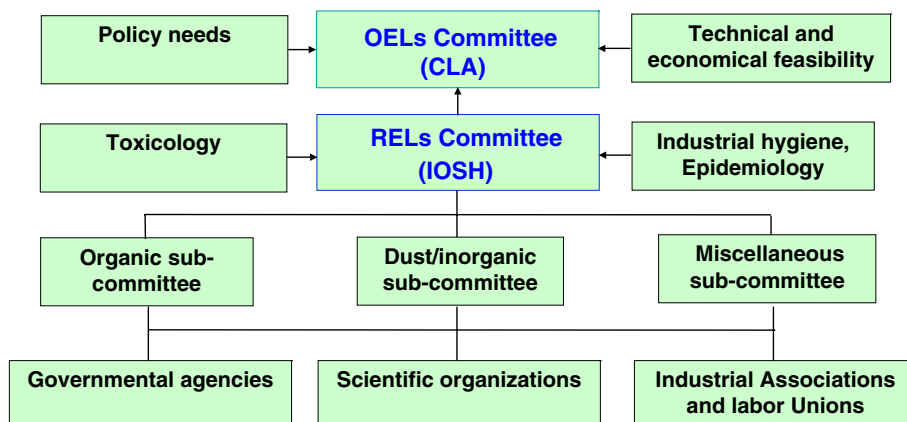 Policy needs
OELs Committee
(CLA)
Technical and
economical feasibility
Toxicology
RELs Committee
(IOSH)
Industrial hygiene,
Epidemiology
Organic sub-
committee
Dust/inorganic
sub-committee
Miscellaneous
sub-committee
Governmental agencies
Scientific organizations
Industrial Associations
and labor Unions